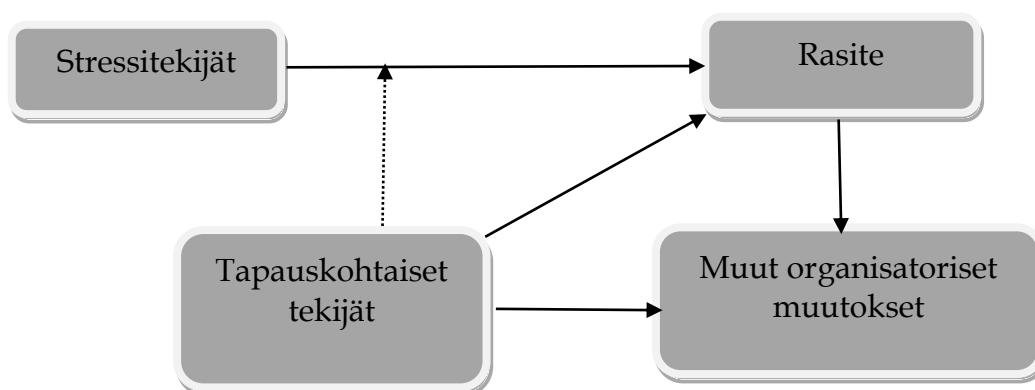 Stressitekijät
Rasite
Tapauskohtaiset
tekijät
Muut organisatoriset
muutokset